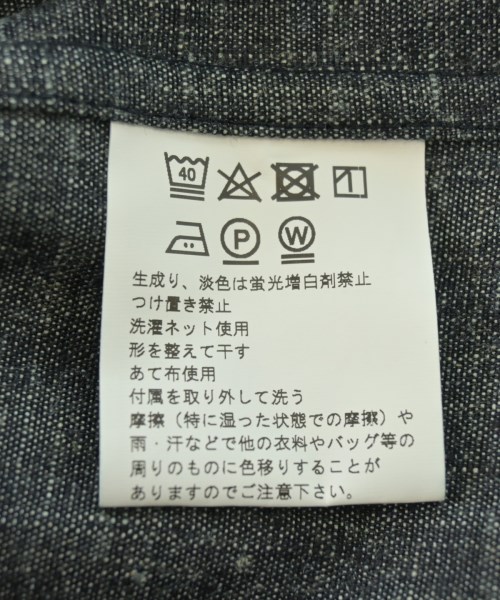 40
P W
生成り、淡色は蛍光増白剤禁止
つけ置き禁止
洗濯ネット使用
形を整えて干す
あて布使用
付属を取り外して洗う
摩擦（特に湿った状態での摩擦）や
雨・汗などで他の衣料やバッグ等の
周りのものに色移りすることが
ありますのでご注意下さい。